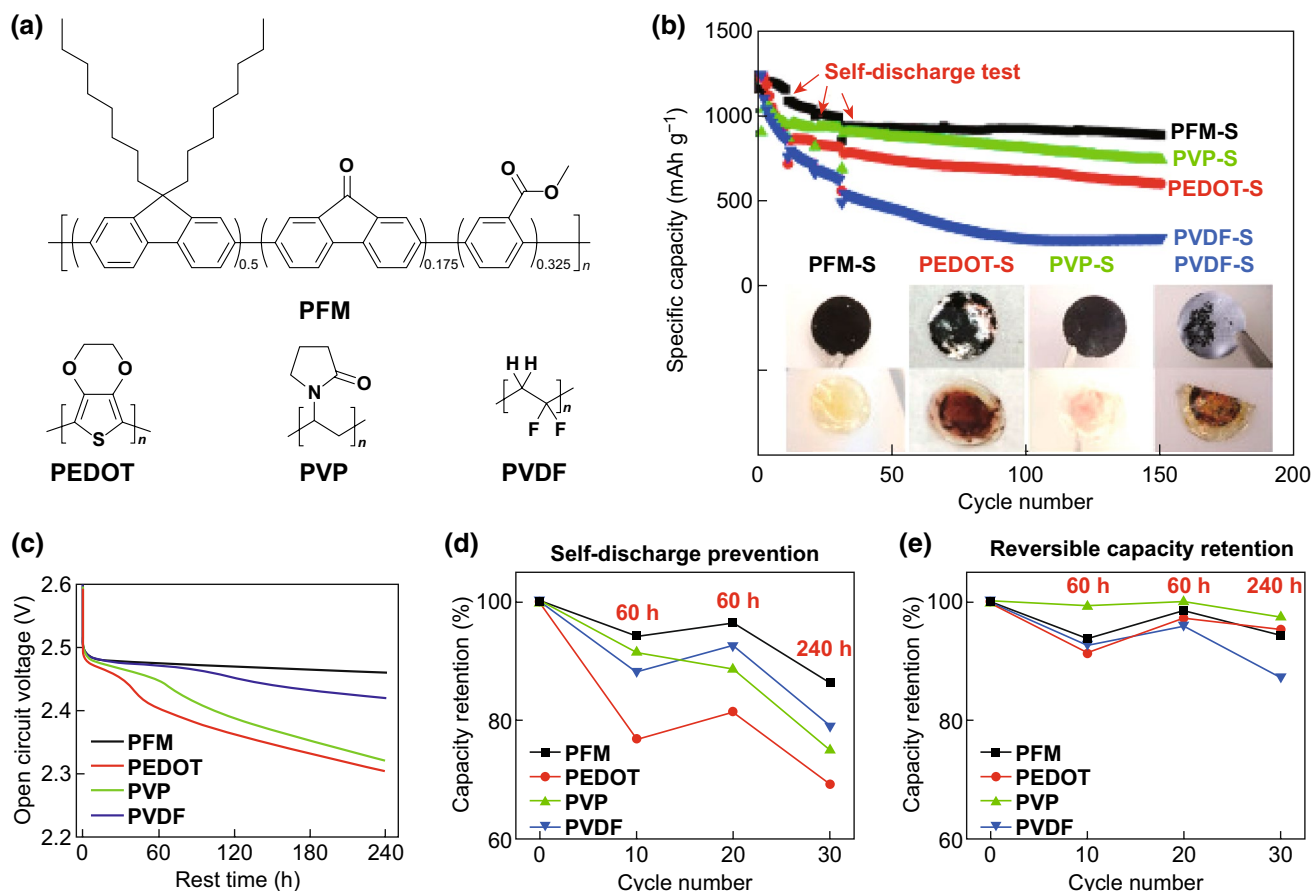 (a)
O
O
O
0.5
0.175
0.325
n
PFM
O
O
S
n
PEDOT
N
O
n
PVP
H H
F F
n
PVDF
(b)
1500
1000
500
0
Specific capacity (mAh g⁻¹)
Self-discharge test
PFM-S
PVP-S
PEDOT-S
PVDF-S
PFM-S PEDOT-S PVP-S PVDF-S
0 50 100 150 200
Cycle number
(c)
2.6
2.5
2.4
2.3
2.2
Open circuit voltage (V)
PFM
PEDOT
PVP
PVDF
0 60 120 180 240
Rest time (h)
(d)
Self-discharge prevention
100
80
60
Capacity retention (%)
60 h
60 h
240 h
PFM
PEDOT
PVP
PVDF
0 10 20 30
Cycle number
(e)
Reversible capacity retention
100
80
60
Capacity retention (%)
60 h
60 h
240 h
PFM
PEDOT
PVP
PVDF
0 10 20 30
Cycle number